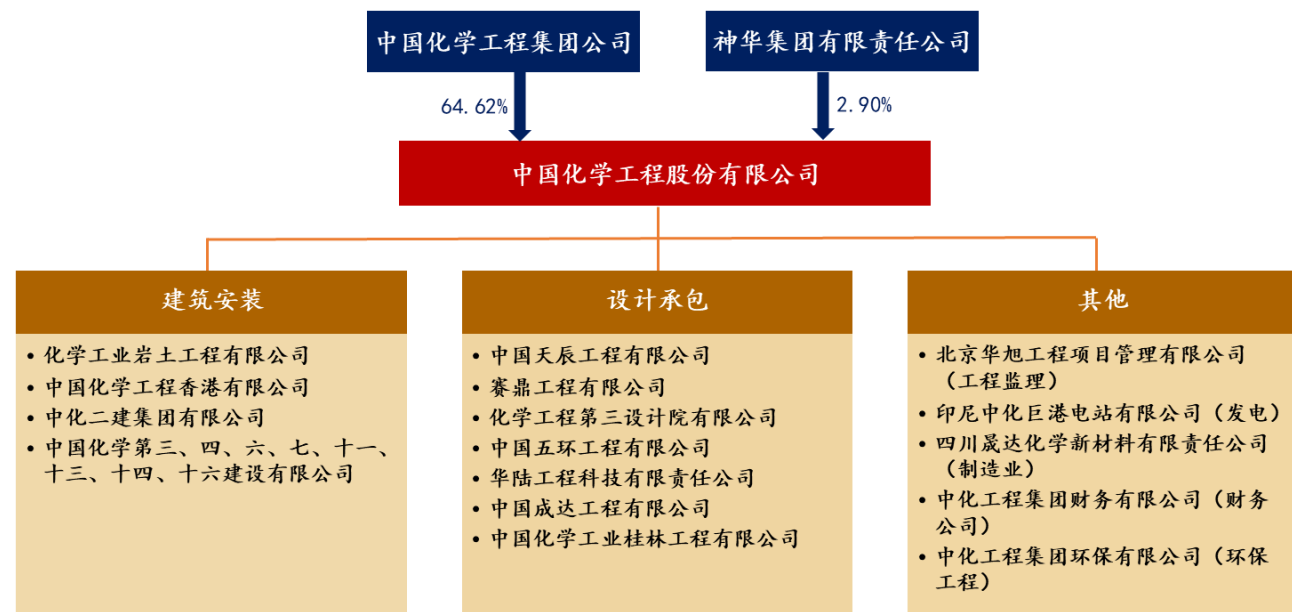 中国化学工程集团公司
神华集团有限责任公司
64.62%
2.90%
中国化学工程股份有限公司
建筑安装
• 化学工业岩土工程有限公司
• 中国化学工程香港有限公司
• 中化二建集团有限公司
• 中国化学第三、四、六、七、十一、
十三、十四、十六建设有限公司
设计承包
• 中国天辰工程有限公司
• 赛鼎工程有限公司
• 化学工程第三设计院有限公司
• 中国五环工程有限公司
• 华陆工程科技有限责任公司
• 中国成达工程有限公司
• 中国化学工业桂林工程有限公司
其他
• 北京华旭工程项目管理有限公司
（工程监理）
• 印尼中化巨港电站有限公司（发电）
• 四川晟达化学新材料有限责任公司
（制造业）
• 中化工程集团财务有限公司（财务
公司）
• 中化工程集团环保有限公司（环保
工程）